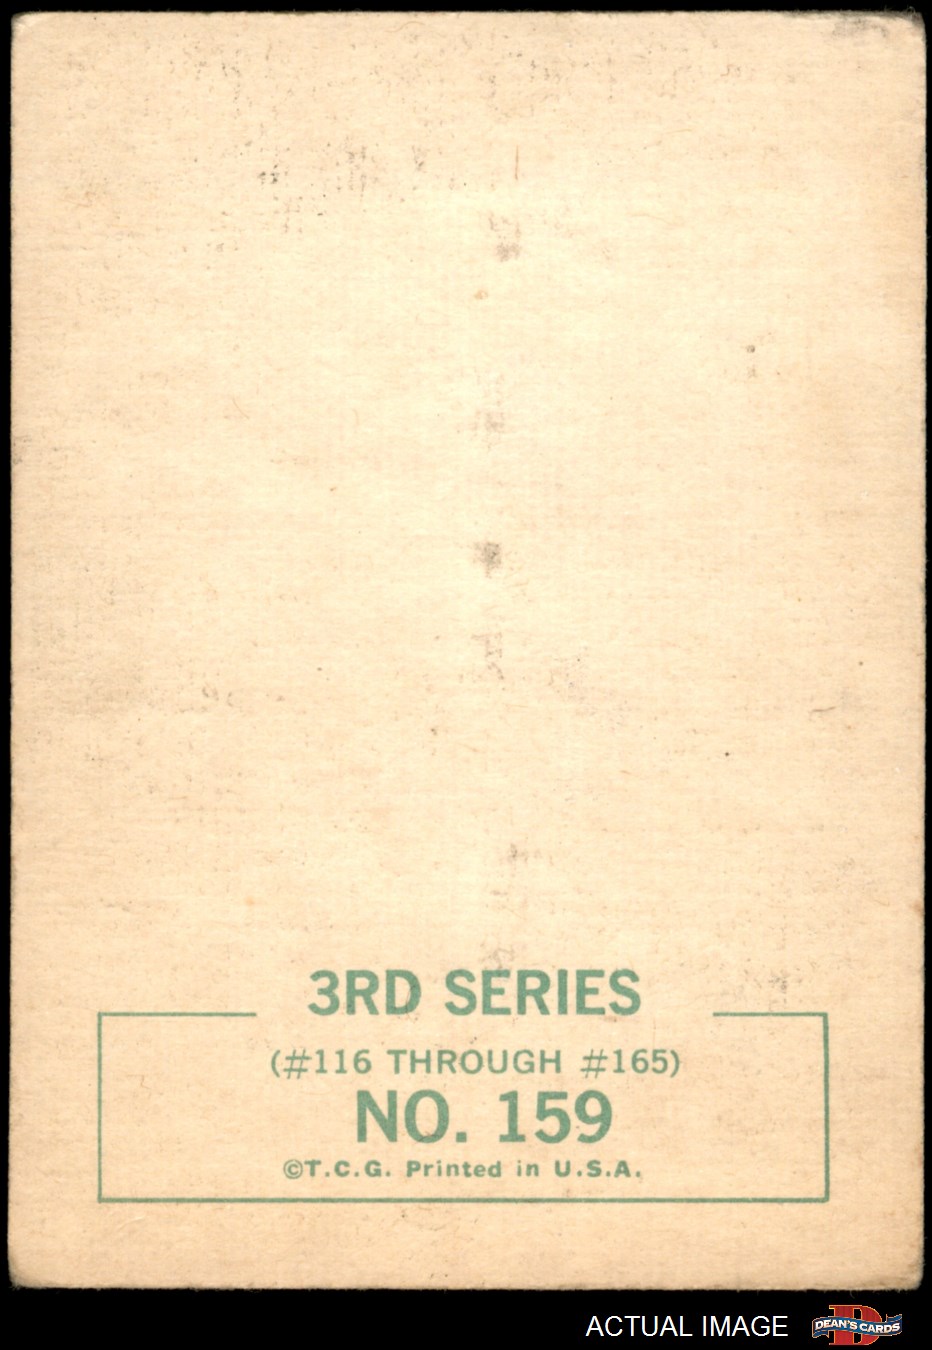 3RD SERIES
(#116 THROUGH #165)
NO. 159
©T.C.G. Printed in U.S.A.
ACTUAL IMAGE
DEAN'S CARDS